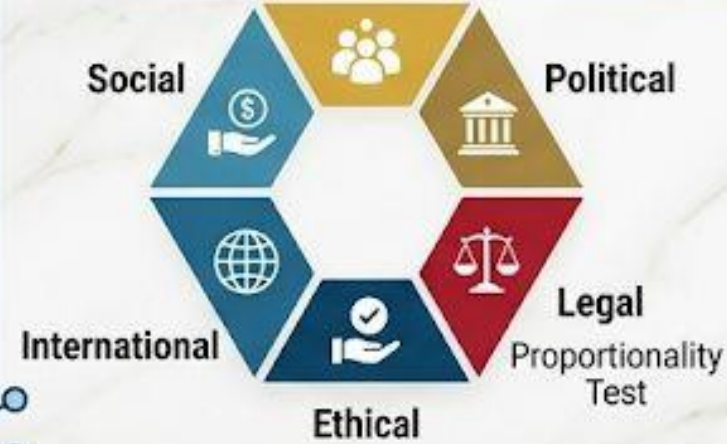 Social
Political
$
International
Legal
Proportionality
Test
Ethical